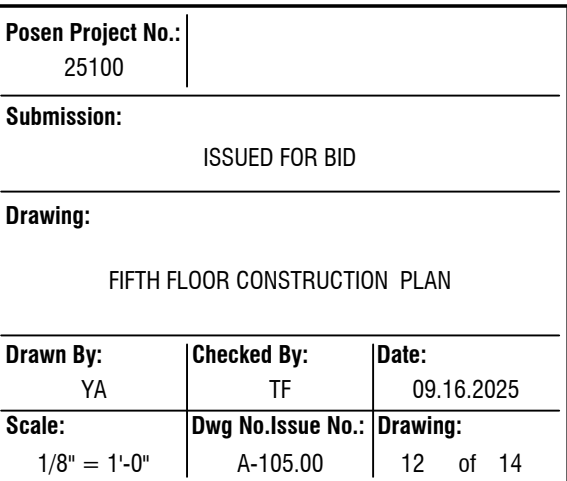 Posen Project No.:
25100
Submission:
ISSUED FOR BID
Drawing:
FIFTH FLOOR CONSTRUCTION PLAN
Drawn By: Checked By: Date:
YA TF 09.16.2025
Scale: Dwg No.Issue No.: Drawing:
1/8" = 1'-0" A-105.00 12 of 14